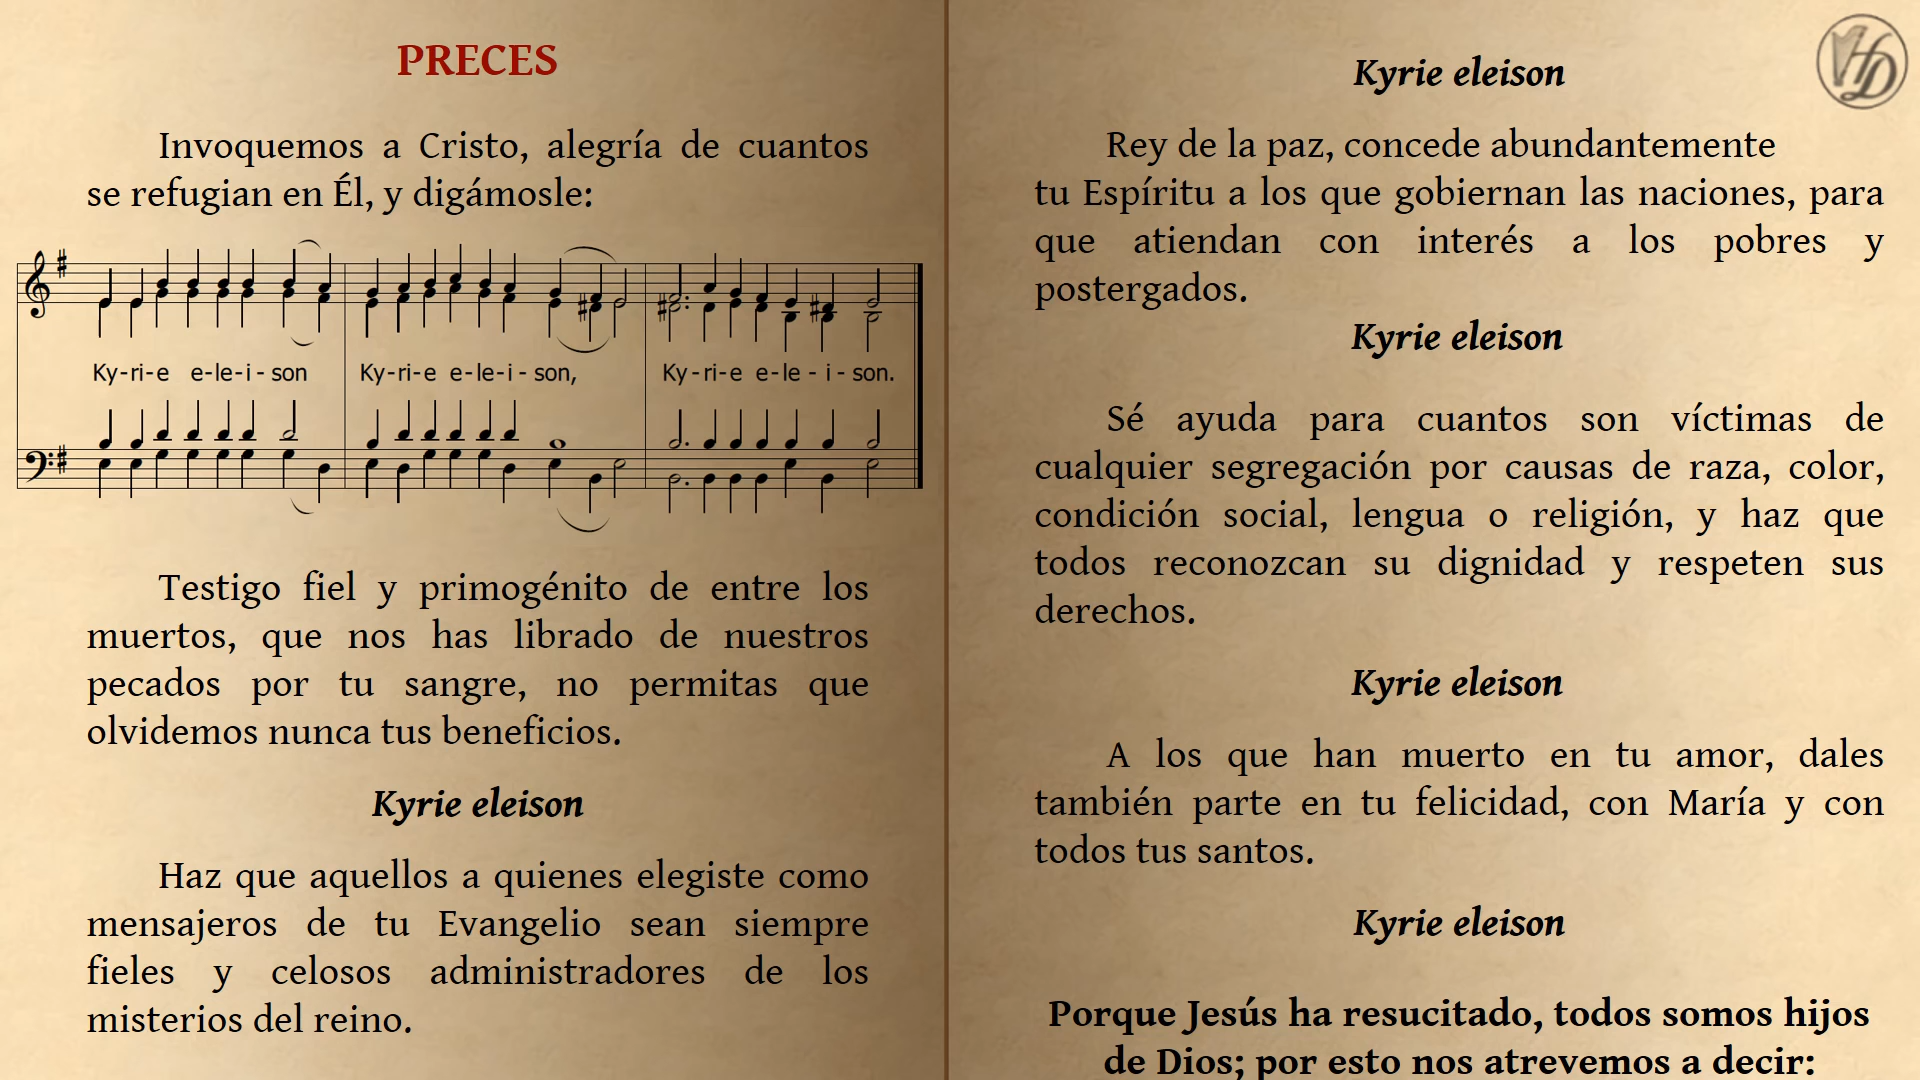 PRECES
Invoquemos a Cristo, alegría de cuantos
se refugian en Él, y digámosle:
Ky-ri-e e-le-i-son Ky-ri-e e-le-i-son, Ky-ri-e e-le-i-son.
Testigo fiel y primogénito de entre los
muertos, que nos has librado de nuestros
pecados por tu sangre, no permitas que
olvidemos nunca tus beneficios.
Kyrie eleison
Haz que aquellos a quienes elegiste como
mensajeros de tu Evangelio sean siempre
fieles y celosos administradores de los
misterios del reino.
Kyrie eleison
Rey de la paz, concede abundantemente
tu Espíritu a los que gobiernan las naciones, para
que atiendan con interés a los pobres y
postergados.
Kyrie eleison
Sé ayuda para cuantos son víctimas de
cualquier segregación por causas de raza, color,
condición social, lengua o religión, y haz que
todos reconozcan su dignidad y respeten sus
derechos.
Kyrie eleison
A los que han muerto en tu amor, dales
también parte en tu felicidad, con María y con
todos tus santos.
Kyrie eleison
Porque Jesús ha resucitado, todos somos hijos
de Dios; por esto nos atrevemos a decir:
HD